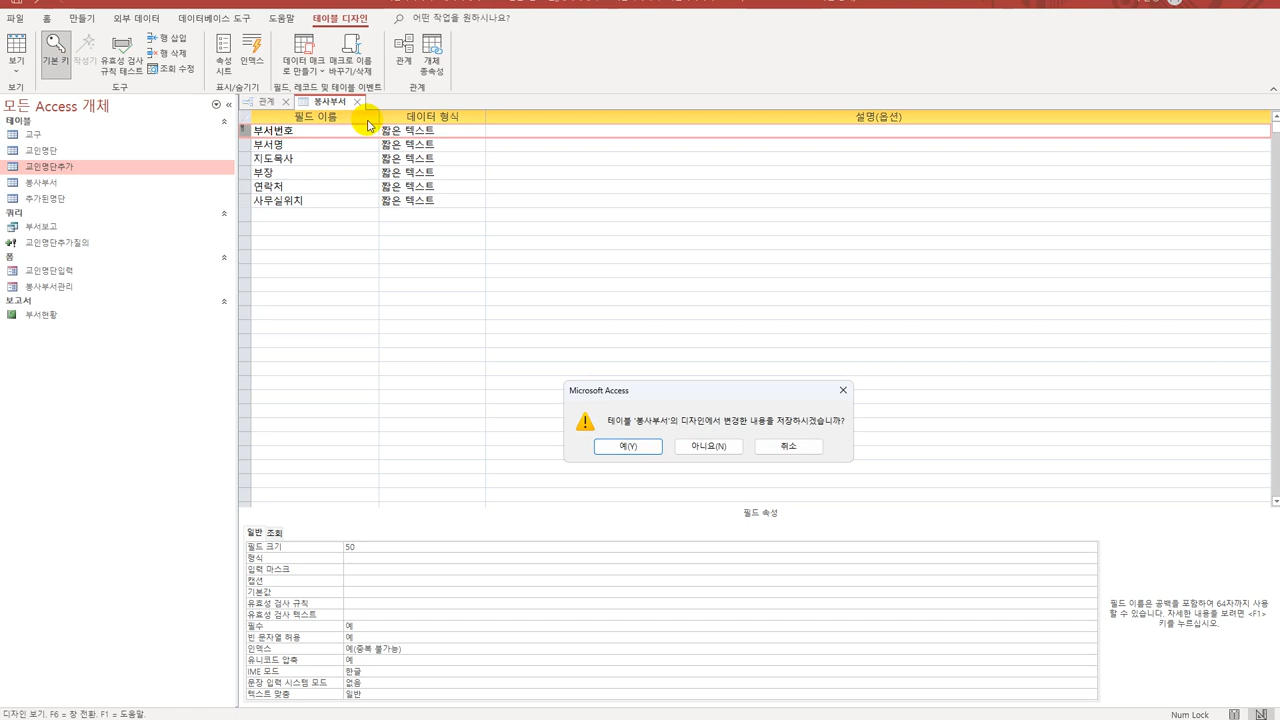 파일 홈 만들기 외부 데이터 데이터베이스 도구 도움말 테이블 디자인 어떤 작업을 원하시나요?
보기
기본 키
작성기
유효성 검사
규칙 테스트
행 삽입
행 삭제
조회 수정
속성
시트
인덱스
데이터 매크
로 만들기
매크로 이름
바꾸기/삭제
관계
개체
종속성
보기 도구 표시/숨기기 필드, 레코드 및 테이블 이벤트 관계
모든 Access 개체
테이블
교구
교인명단
교인명단추가
봉사부서
추가된명단
쿼리
부서보고
교인명단추가질의
폼
교인명단입력
봉사부서관리
보고서
부서현황
관계 봉사부서
필드 이름 데이터 형식 설명(옵션)
부서번호 짧은 텍스트
부서명 짧은 텍스트
지도목사 짧은 텍스트
부장 짧은 텍스트
연락처 짧은 텍스트
사무실위치 짧은 텍스트
Microsoft Access
테이블 '봉사부서'의 디자인에서 변경한 내용을 저장하시겠습니까?
예(Y) 아니요(N) 취소
필드 속성
일반 조회
필드 크기 50
형식
입력 마스크
캡션
기본값
유효성 검사 규칙
유효성 검사 텍스트
필수 예
빈 문자열 허용 예
인덱스 예(중복 불가능)
유니코드 압축 예
IME 모드 한글
문장 입력 시스템 모드 없음
텍스트 맞춤 일반
필드 이름은 공백을 포함하여 64자까지 사용
할 수 있습니다. 자세한 내용을 보려면 <F1>
키를 누르십시오.
디자인 보기. F6 = 창 전환. F1 = 도움말.
Num Lock